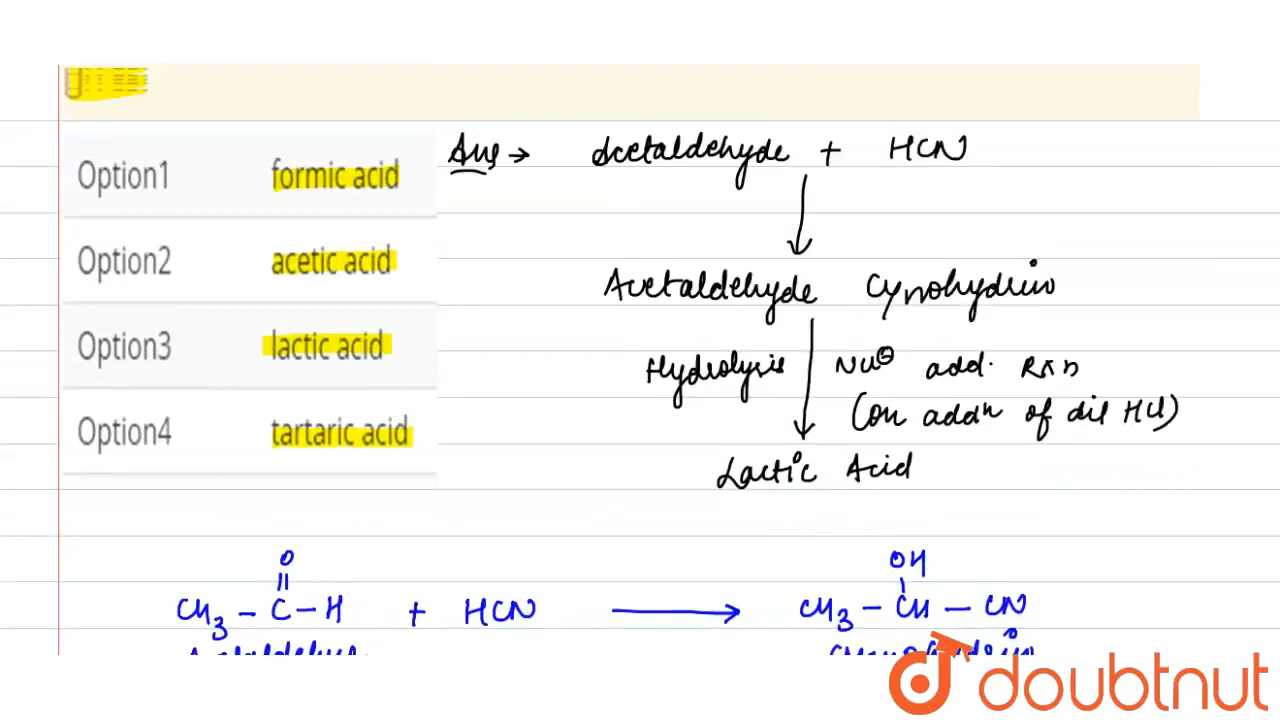 Option1 formic acid
Option2 acetic acid
Option3 lactic acid
Option4 tartaric acid
Ans → Acetaldehyde + HCN
Acetaldehyde Cynohydrin
Hydrolysis Nu⊖ add. Rxn
(on addn of dil HCl)
Lactic Acid
O OH
CH3 – C – H + HCN → CH3 – CH – CN
Acetaldehyde
doubtnut